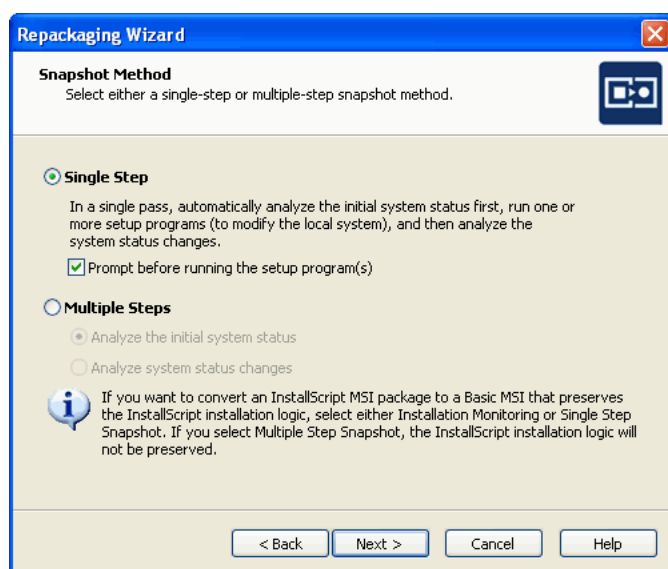 Repackaging Wizard
Snapshot Method
Select either a single-step or multiple-step snapshot method.
Single Step
In a single pass, automatically analyze the initial system status first, run one or
more setup programs (to modify the local system), and then analyze the
system status changes.
Prompt before running the setup program(s)
Multiple Steps
Analyze the initial system status
Analyze system status changes
If you want to convert an InstallScript MSI package to a Basic MSI that preserves
the InstallScript installation logic, select either Installation Monitoring or Single Step
Snapshot. If you select Multiple Step Snapshot, the InstallScript installation logic will
not be preserved.
< Back Next > Cancel Help